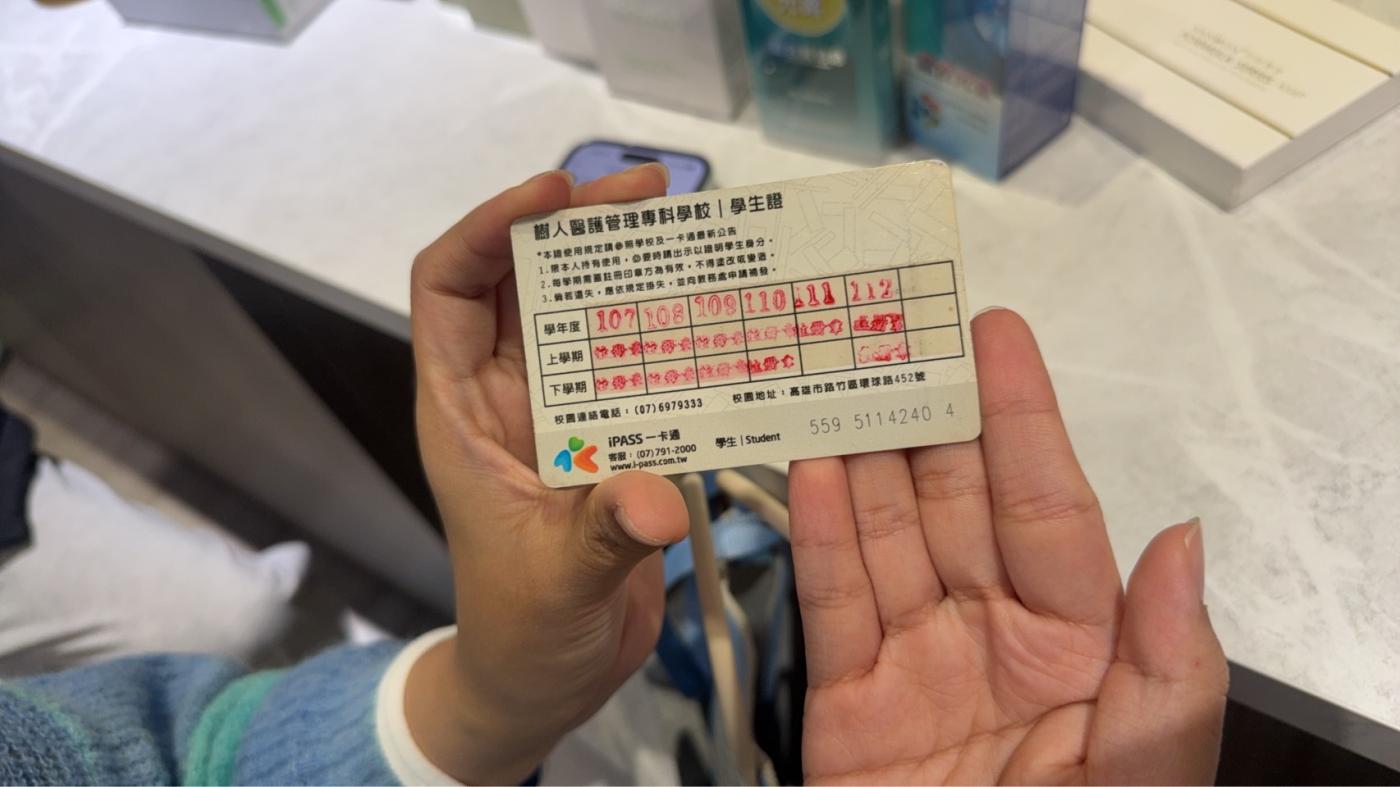 樹人醫護管理專科學校｜學生證
*本證使用規定請參照學校及一卡通最新公告
1.限本人持有使用，必要時請出示以證明學生身分。
2.每學期需蓋註冊印章方為有效，不得塗改或變造。
3.倘若遺失，應依規定掛失，並向教務處申請補發。
學年度 107 108 109 110 111 112
上學期
下學期
校園連絡電話：(07)6979333 校園地址：高雄市路竹區環球路452號
iPASS 一卡通
客服：(07)791-2000
www.i-pass.com.tw
學生 | Student
559 5114240 4